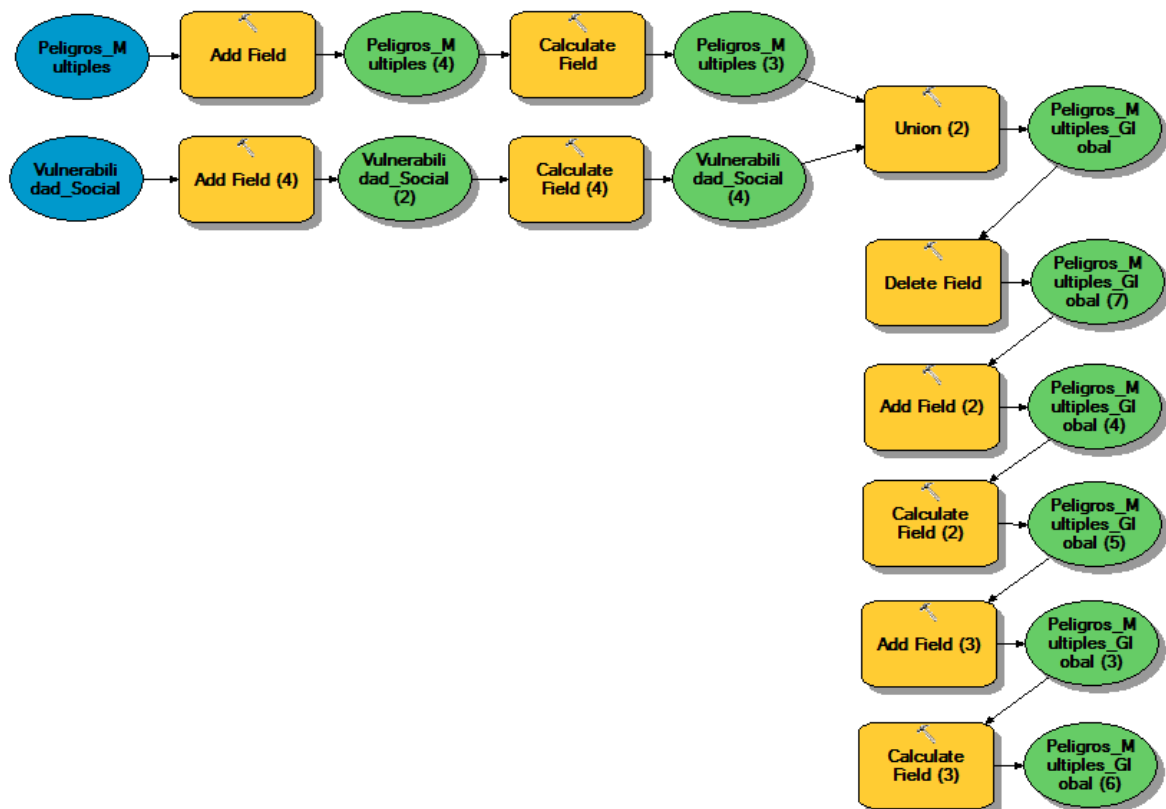 Peligros_M
ultiples
Add Field
Peligros_M
ultiples (4)
Calculate
Field
Peligros_M
ultiples (3)
Vulnerabili
dad_Social
Add Field (4)
Vulnerabili
dad_Social
(2)
Calculate
Field (4)
Vulnerabili
dad_Social
(4)
Union (2)
Peligros_M
ultiples_Gl
obal
Delete Field
Peligros_M
ultiples_Gl
obal (7)
Add Field (2)
Peligros_M
ultiples_Gl
obal (4)
Calculate
Field (2)
Peligros_M
ultiples_Gl
obal (5)
Add Field (3)
Peligros_M
ultiples_Gl
obal (3)
Calculate
Field (3)
Peligros_M
ultiples_Gl
obal (6)